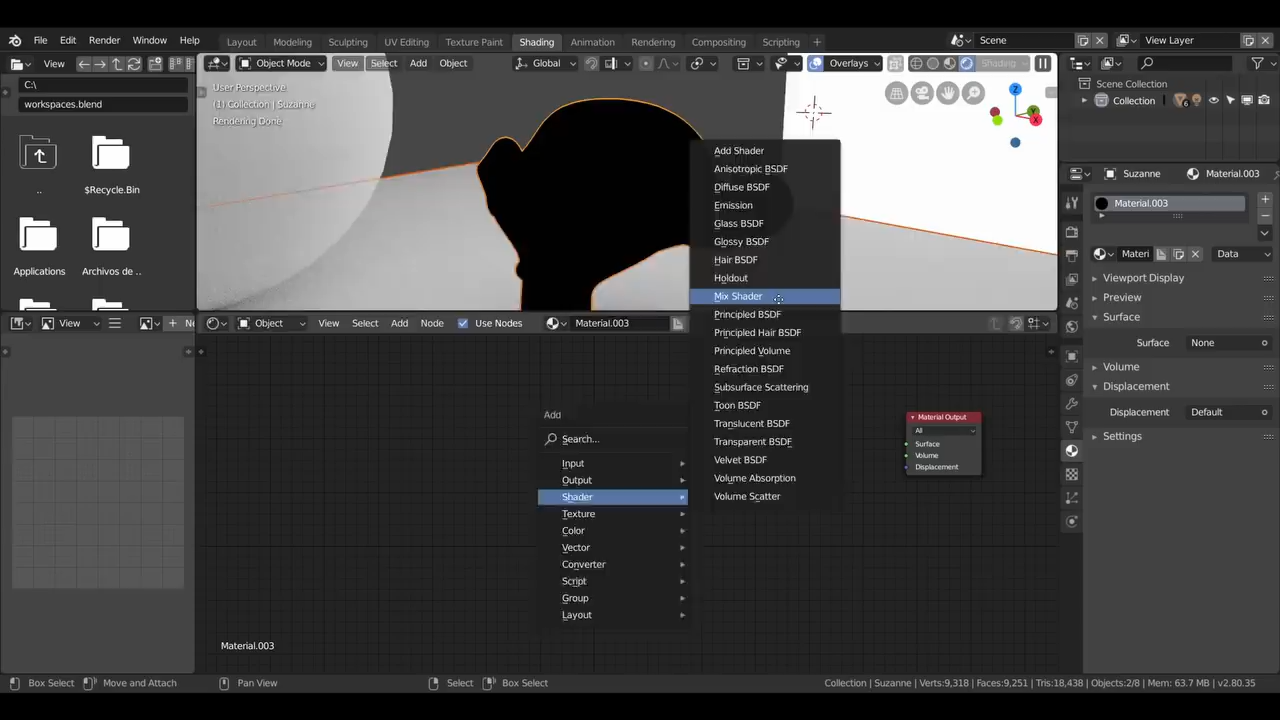 File Edit Render Window Help Layout Modeling Sculpting UV Editing Texture Paint Shading Animation Rendering Compositing Scripting + Scene View Layer
View Object Mode View Select Add Object Global Overlays Shading
C:\
workspaces.blend
..
$Recycle.Bin
Applications
Archivos de ..
User Perspective
(1) Collection | Suzanne
Rendering Done
Z
Y
X
Scene Collection
Collection
6
Suzanne Material.003
Material.003
Materi Data
Viewport Display
Preview
Surface
Surface None
Volume
Displacement
Displacement Default
Settings
View + Ne
Object View Select Add Node Use Nodes Material.003
Add
Search...
Input
Output
Shader
Texture
Color
Vector
Converter
Script
Group
Layout
Add Shader
Anisotropic BSDF
Diffuse BSDF
Emission
Glass BSDF
Glossy BSDF
Hair BSDF
Holdout
Mix Shader
Principled BSDF
Principled Hair BSDF
Principled Volume
Refraction BSDF
Subsurface Scattering
Toon BSDF
Translucent BSDF
Transparent BSDF
Velvet BSDF
Volume Absorption
Volume Scatter
Material Output
All
Surface
Volume
Displacement
Material.003
Box Select Move and Attach Pan View Select Box Select Collection | Suzanne | Verts:9,318 | Faces:9,251 | Tris:18,438 | Objects:2/8 | Mem: 63.7 MB | v2.80.35